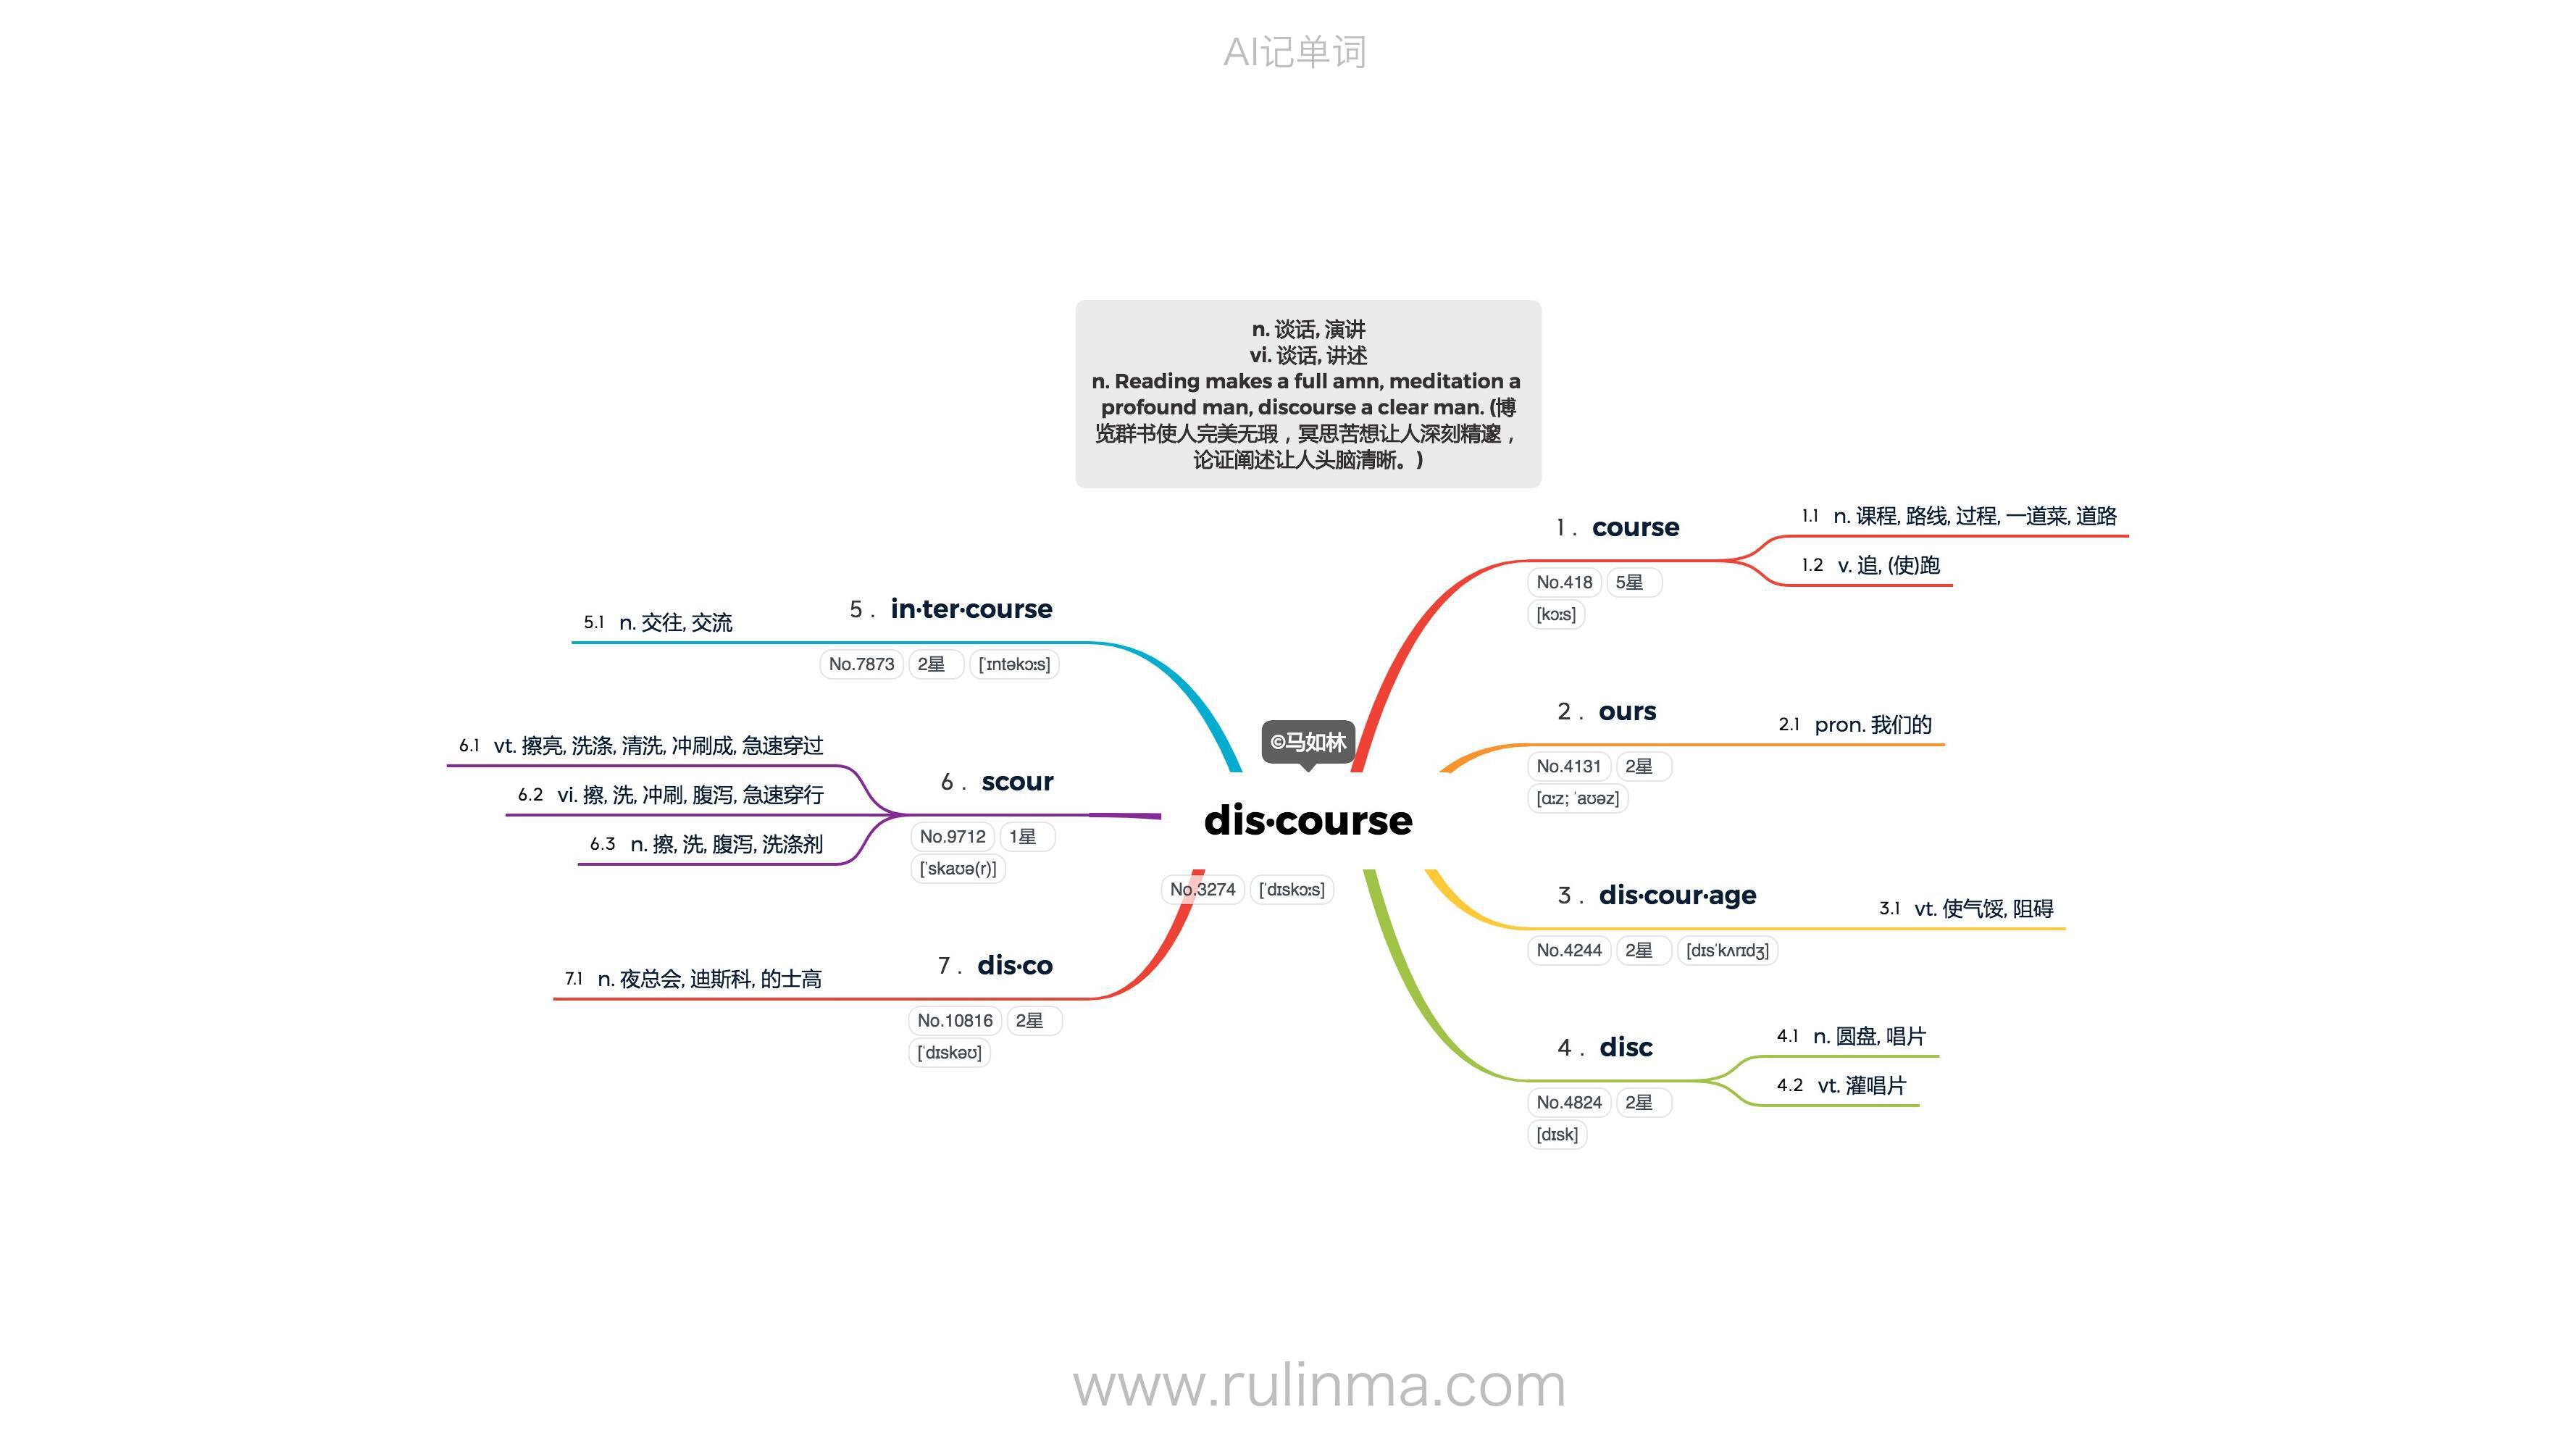 AI记单词
n. 谈话, 演讲
vi. 谈话, 讲述
n. Reading makes a full amn, meditation a
profound man, discourse a clear man. (博
览群书使人完美无瑕，冥思苦想让人深刻精邃，
论证阐述让人头脑清晰。)
©马如林
dis·course
No.3274 [ˈdɪskɔːs]
1. course
No.418 5星
[kɔːs]
1.1 n. 课程, 路线, 过程, 一道菜, 道路
1.2 v. 追, (使)跑
2. ours
No.4131 2星
[ɑːz; ˈaʊəz]
2.1 pron. 我们的
3. dis·cour·age
No.4244 2星 [dɪsˈkʌrɪdʒ]
3.1 vt. 使气馁, 阻碍
4. disc
No.4824 2星
[dɪsk]
4.1 n. 圆盘, 唱片
4.2 vt. 灌唱片
5. in·ter·course
No.7873 2星 [ˈɪntəkɔːs]
5.1 n. 交往, 交流
6. scour
No.9712 1星
[ˈskaʊə(r)]
6.1 vt. 擦亮, 洗涤, 清洗, 冲刷成, 急速穿过
6.2 vi. 擦, 洗, 冲刷, 腹泻, 急速穿行
6.3 n. 擦, 洗, 腹泻, 洗涤剂
7. dis·co
No.10816 2星
[ˈdɪskəʊ]
7.1 n. 夜总会, 迪斯科, 的士高
www.rulinma.com